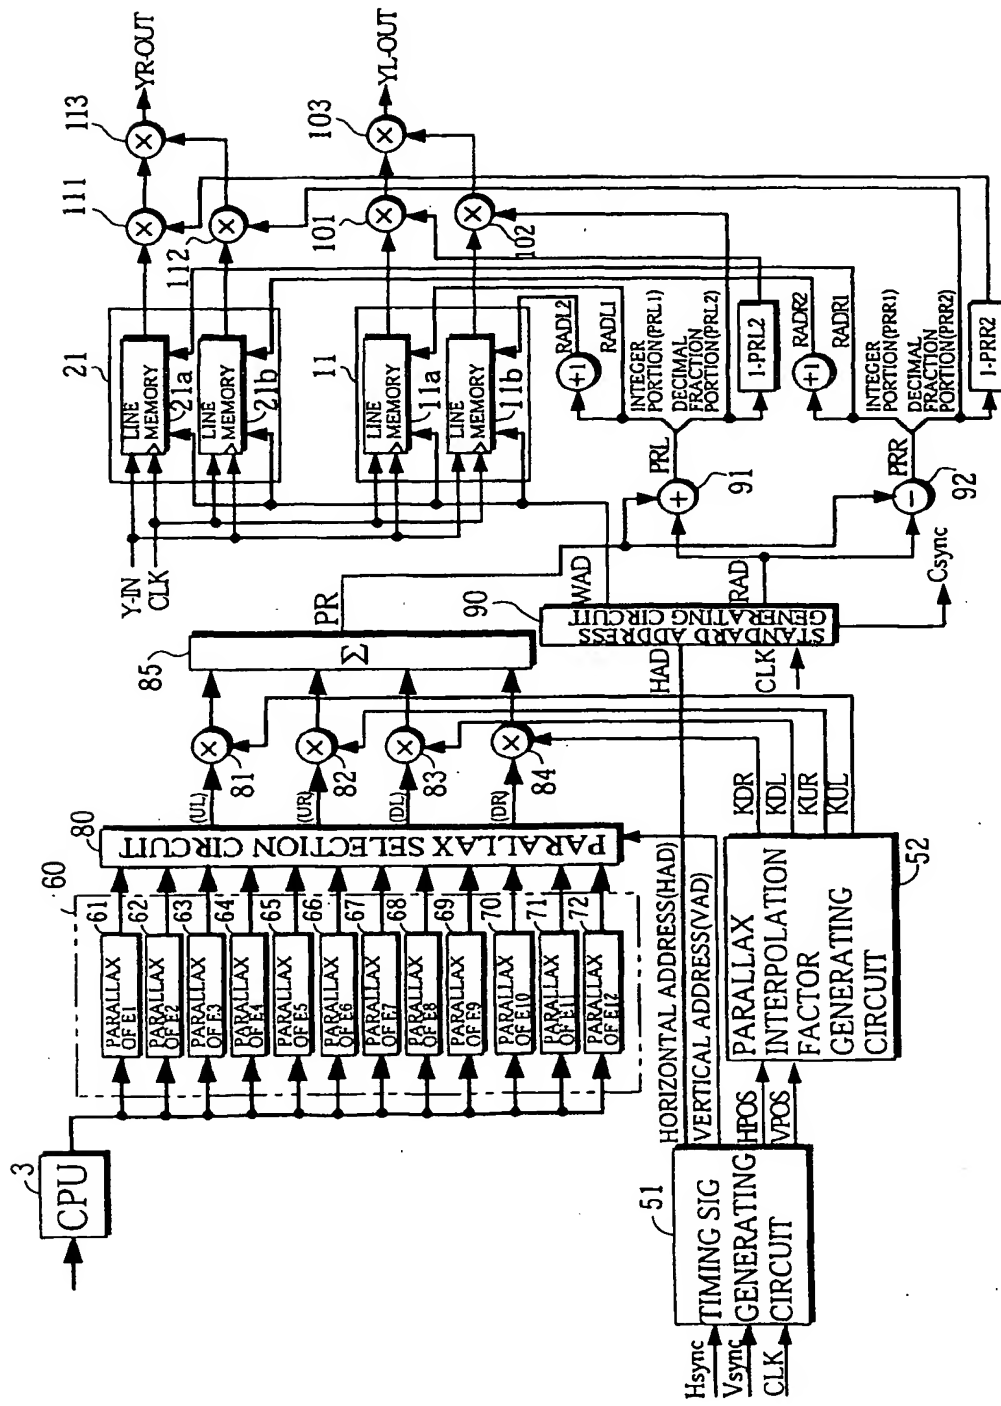 3
CPU
60
61
PARALLAX
OF E1
62
PARALLAX
OF E2
63
PARALLAX
OF E3
64
PARALLAX
OF E4
65
PARALLAX
OF E5
66
PARALLAX
OF E6
67
PARALLAX
OF E7
68
PARALLAX
OF E8
69
PARALLAX
OF E9
70
PARALLAX
OF E10
71
PARALLAX
OF E11
72
PARALLAX
OF E12
80
PARALLAX SELECTION CIRCUIT
(UL)
(UR)
(DL)
(DR)
×
81
×
82
×
83
×
84
85
Σ
PR
Hsync
Vsync
CLK
51
TIMING SIG
GENERATING
CIRCUIT
HORIZONTAL ADDRESS(HAD)
VERTICAL ADDRESS(VAD)
HPOS
VPOS
PARALLAX
INTERPOLATION
FACTOR
GENERATING
CIRCUIT
52
KDR
KDL
KUR
KUL
HAD
CLK
90
STANDARD ADDRESS
GENERATING CIRCUIT
WAD
RAD
Csync
Y-IN
CLK
21
LINE
MEMORY
21a
LINE
MEMORY
21b
11
LINE
MEMORY
11a
LINE
MEMORY
11b
+
91
PRL
−
92
PRR
+1
RADL2
RADL1
INTEGER
PORTION(PRL1)
DECIMAL
FRACTION
PORTION(PRL2)
1-PRL2
+1
RADR2
RADR1
INTEGER
PORTION(PRR1)
DECIMAL
FRACTION
PORTION(PRR2)
1-PRR2
111
×
112
×
113
×
YR-OUT
101
×
102
×
103
×
YL-OUT